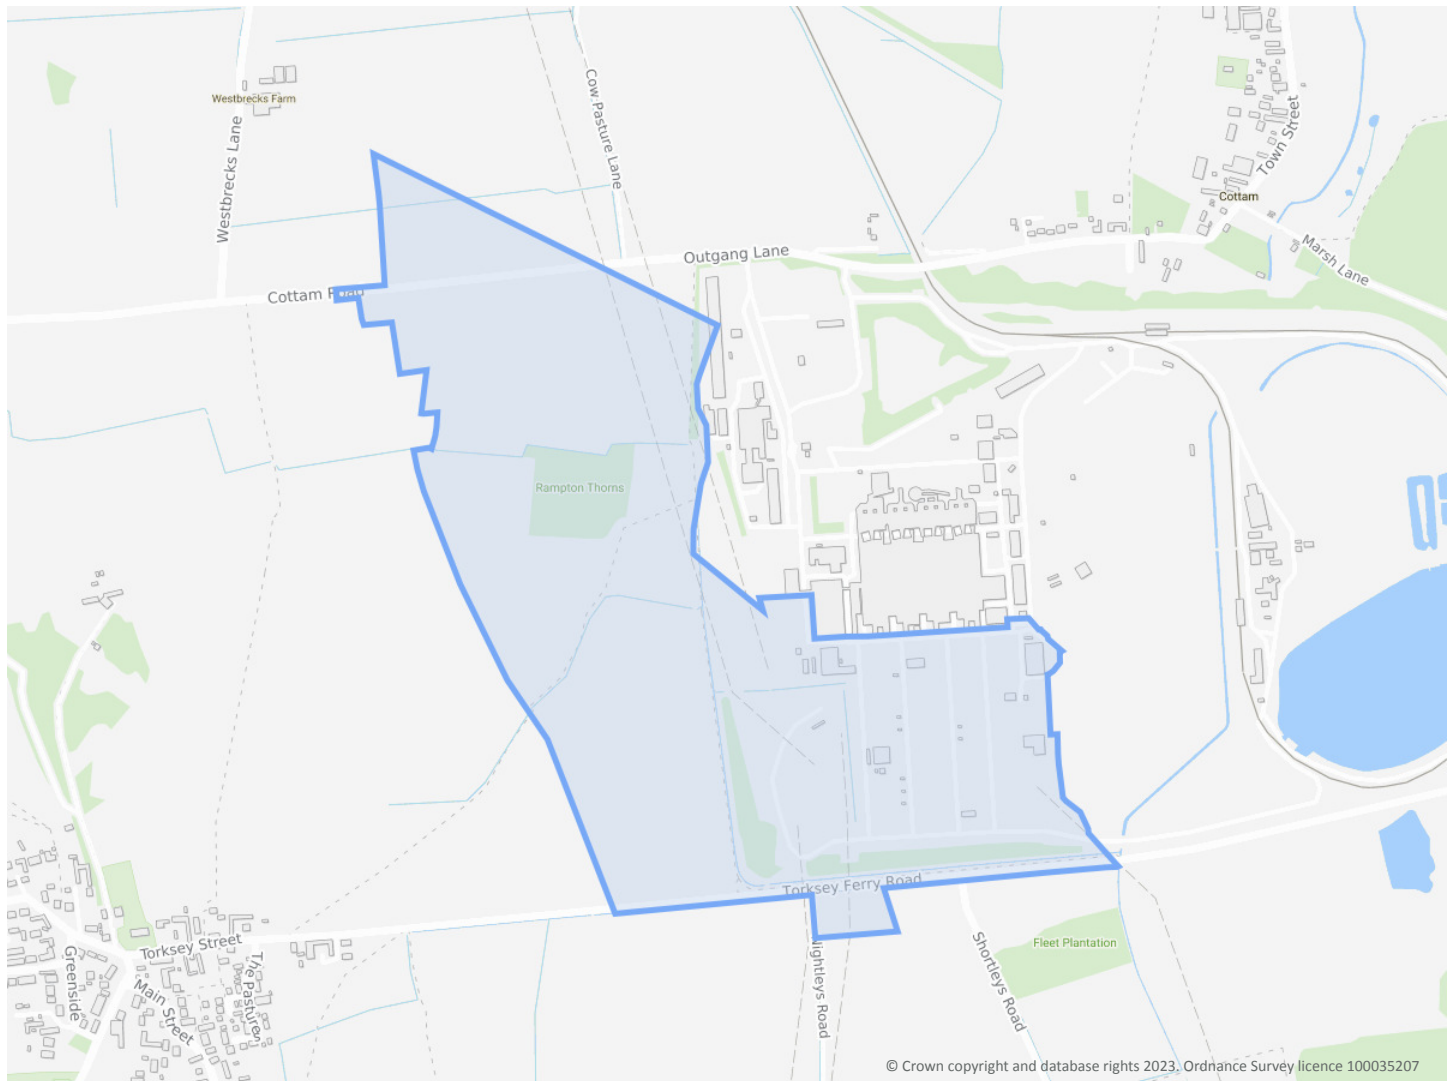 Westbrecks Farm
Westbrecks Lane
Cow Pasture Lane
Town Street
Cottam
Marsh Lane
Outgang Lane
Cottam Road
Rampton Thorns
Torksey Ferry Road
Nightleys Road
Shortleys Road
Fleet Plantation
Torksey Street
The Pastures
Greenside
Main Street
© Crown copyright and database rights 2023. Ordnance Survey licence 100035207